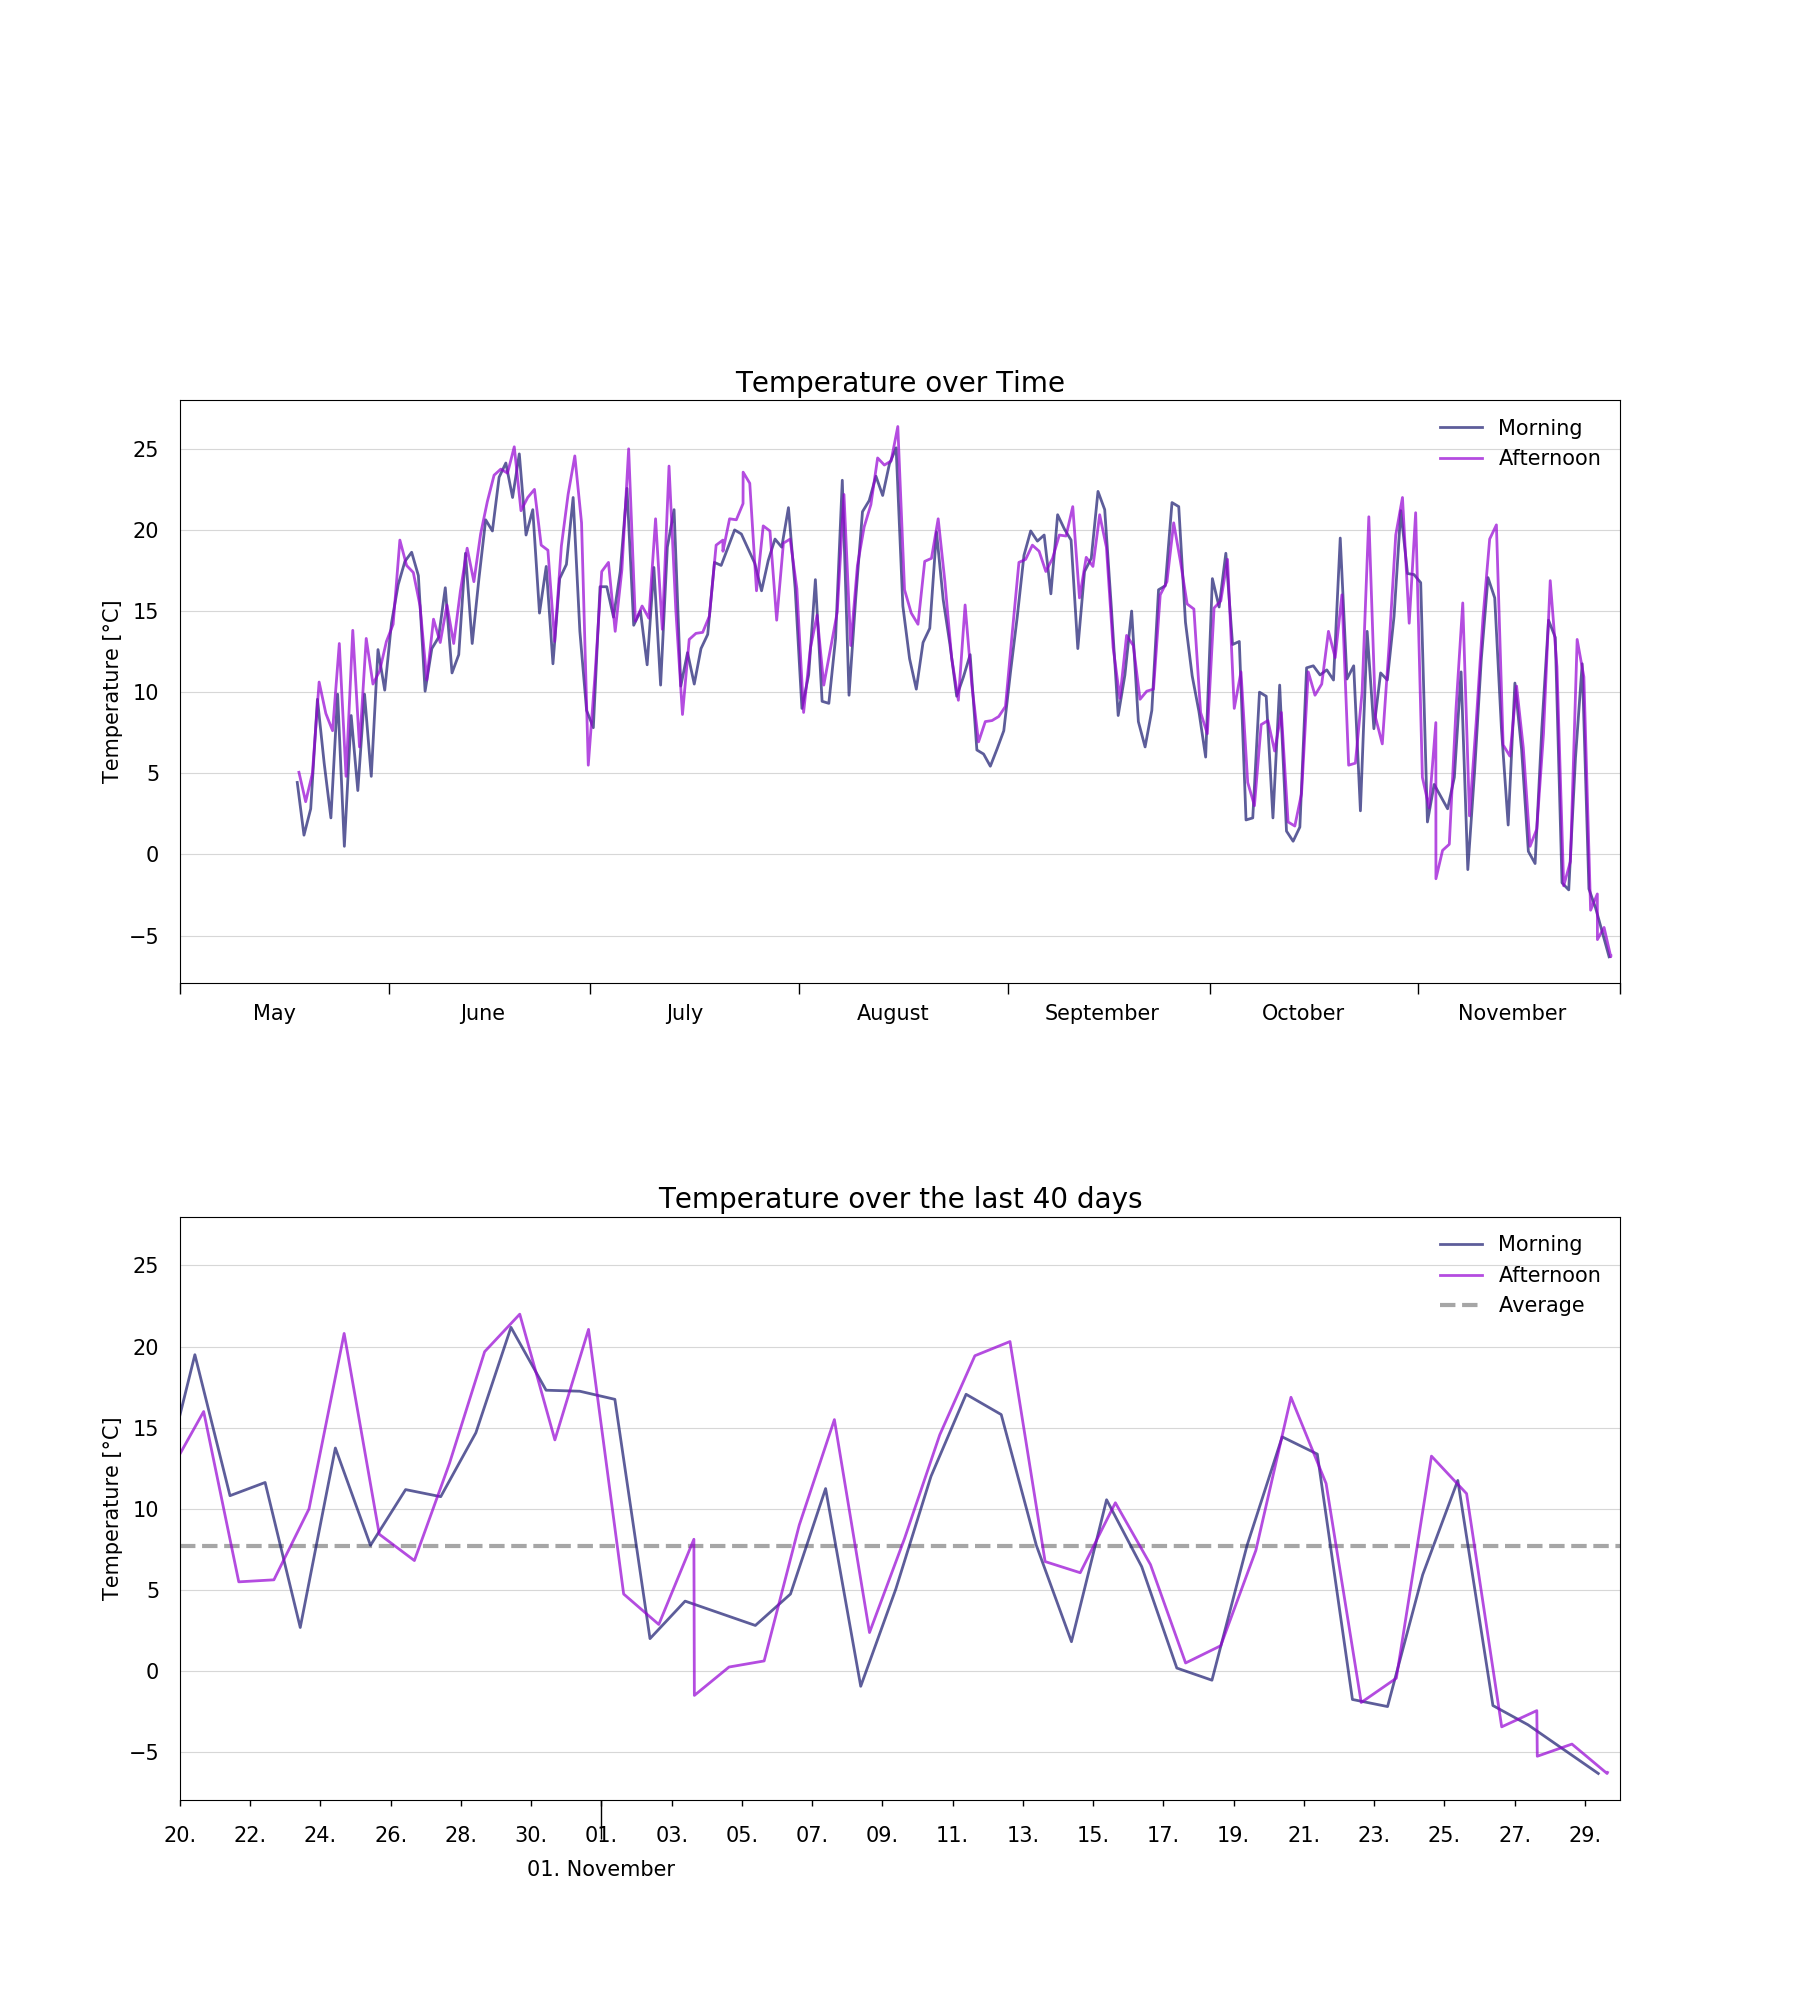 Temperature over Time
Morning
Afternoon
Temperature [°C]
25
20
15
10
5
0
−5
May June July August September October November
Temperature over the last 40 days
Morning
Afternoon
Average
Temperature [°C]
25
20
15
10
5
0
−5
20. 22. 24. 26. 28. 30. 01. 03. 05. 07. 09. 11. 13. 15. 17. 19. 21. 23. 25. 27. 29.
01. November